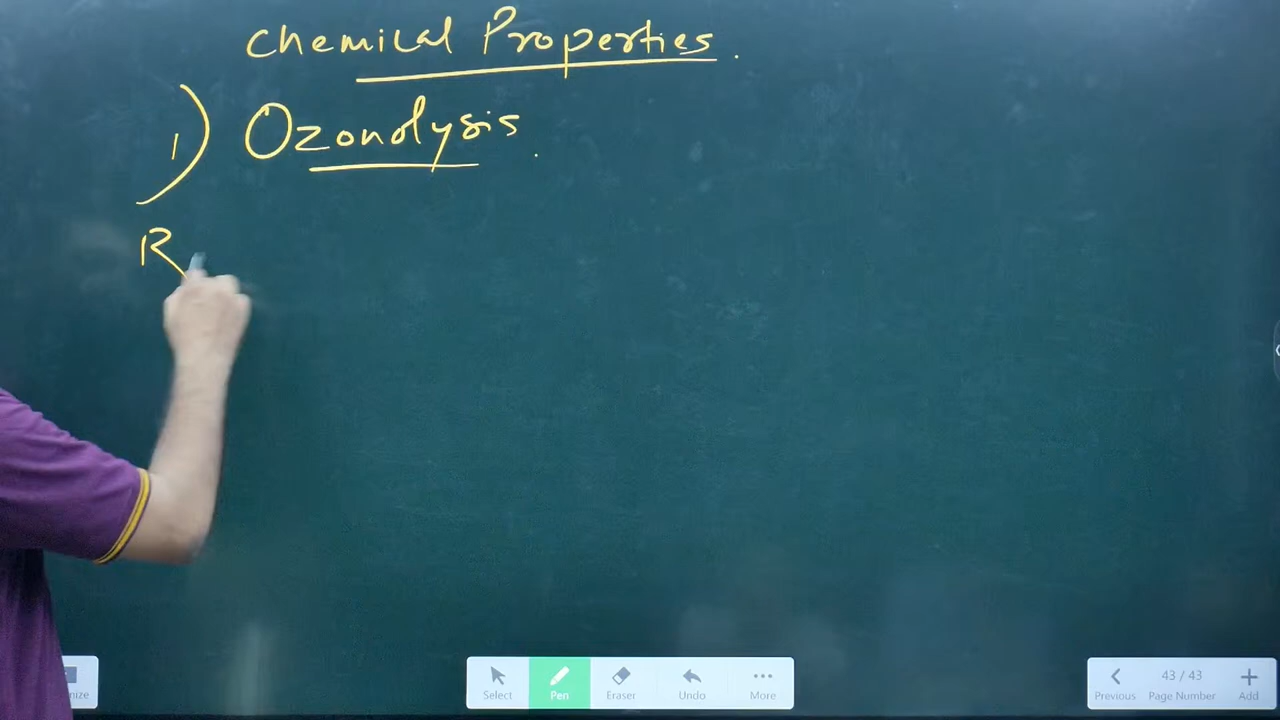 Chemical Properties.
1) Ozonolysis.
R
Select Pen Eraser Undo More
Previous 43 / 43 Page Number Add